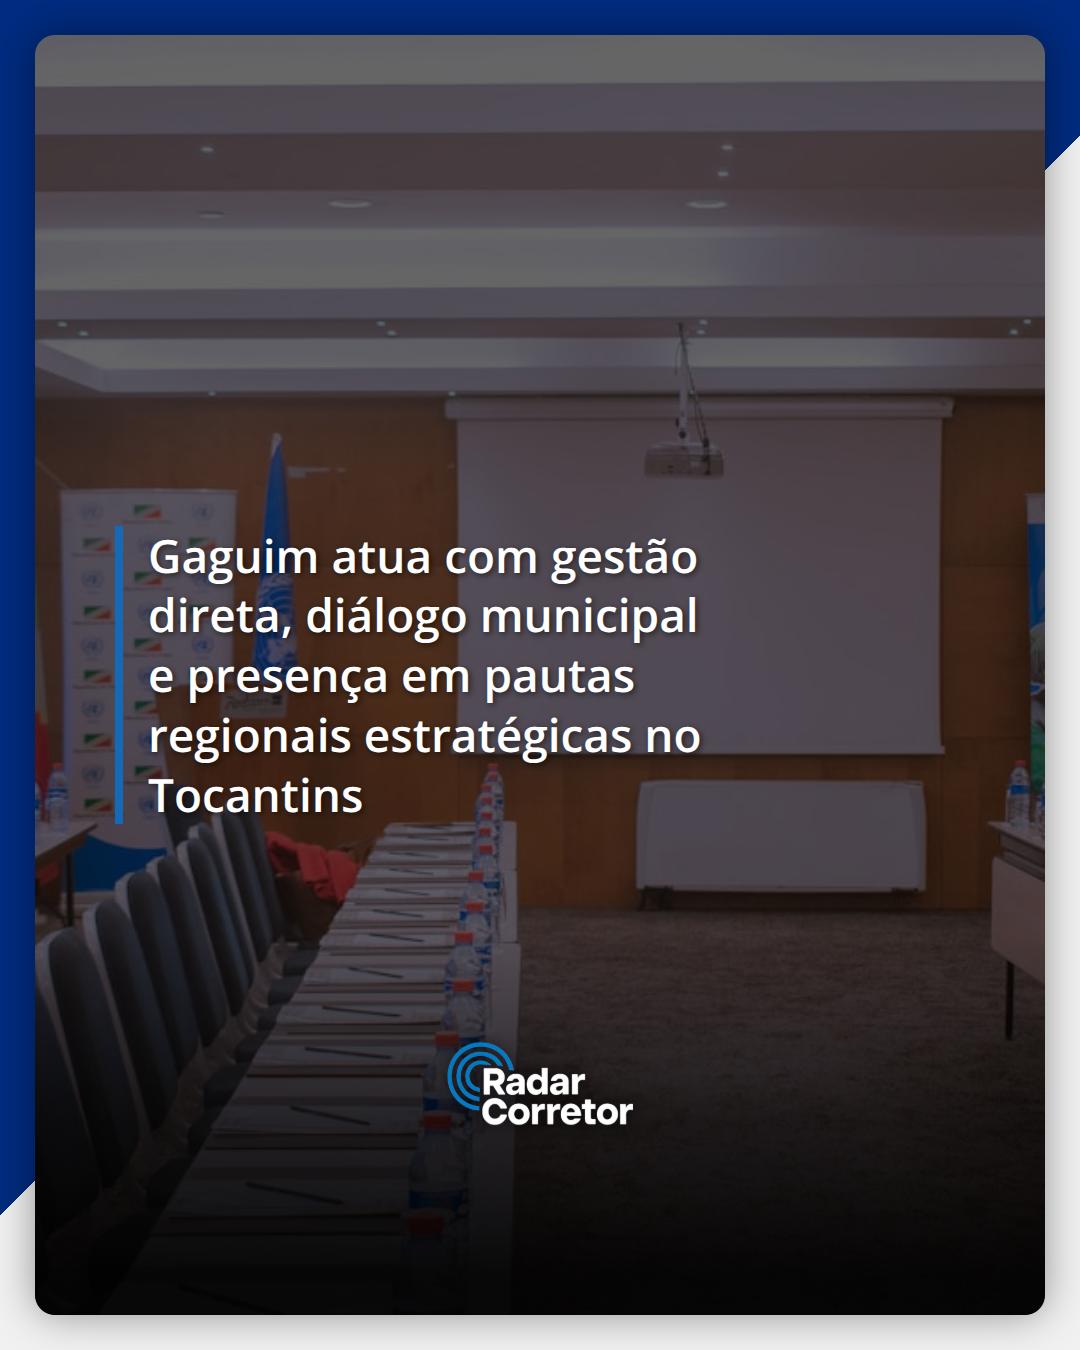 Gaguim atua com gestão
direta, diálogo municipal
e presença em pautas
regionais estratégicas no
Tocantins
Radar
Corretor